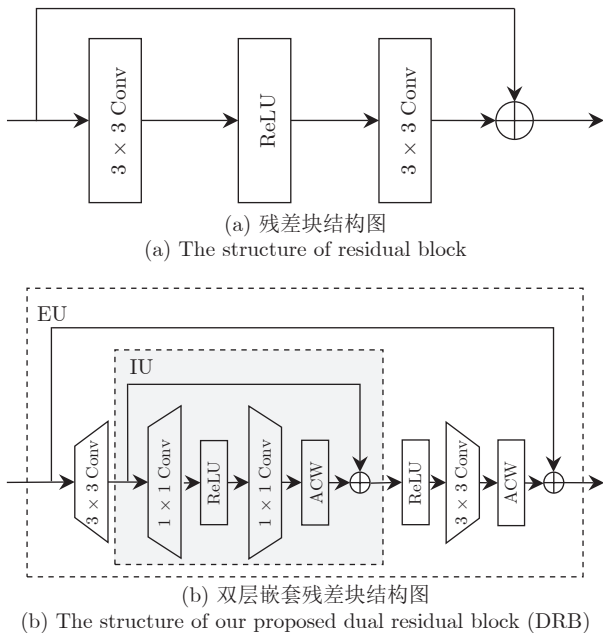 3 × 3 Conv
ReLU
3 × 3 Conv
(a) 残差块结构图
(a) The structure of residual block
EU
IU
3 × 3 Conv
1 × 1 Conv
ReLU
1 × 1 Conv
ACW
ReLU
3 × 3 Conv
ACW
(b) 双层嵌套残差块结构图
(b) The structure of our proposed dual residual block (DRB)